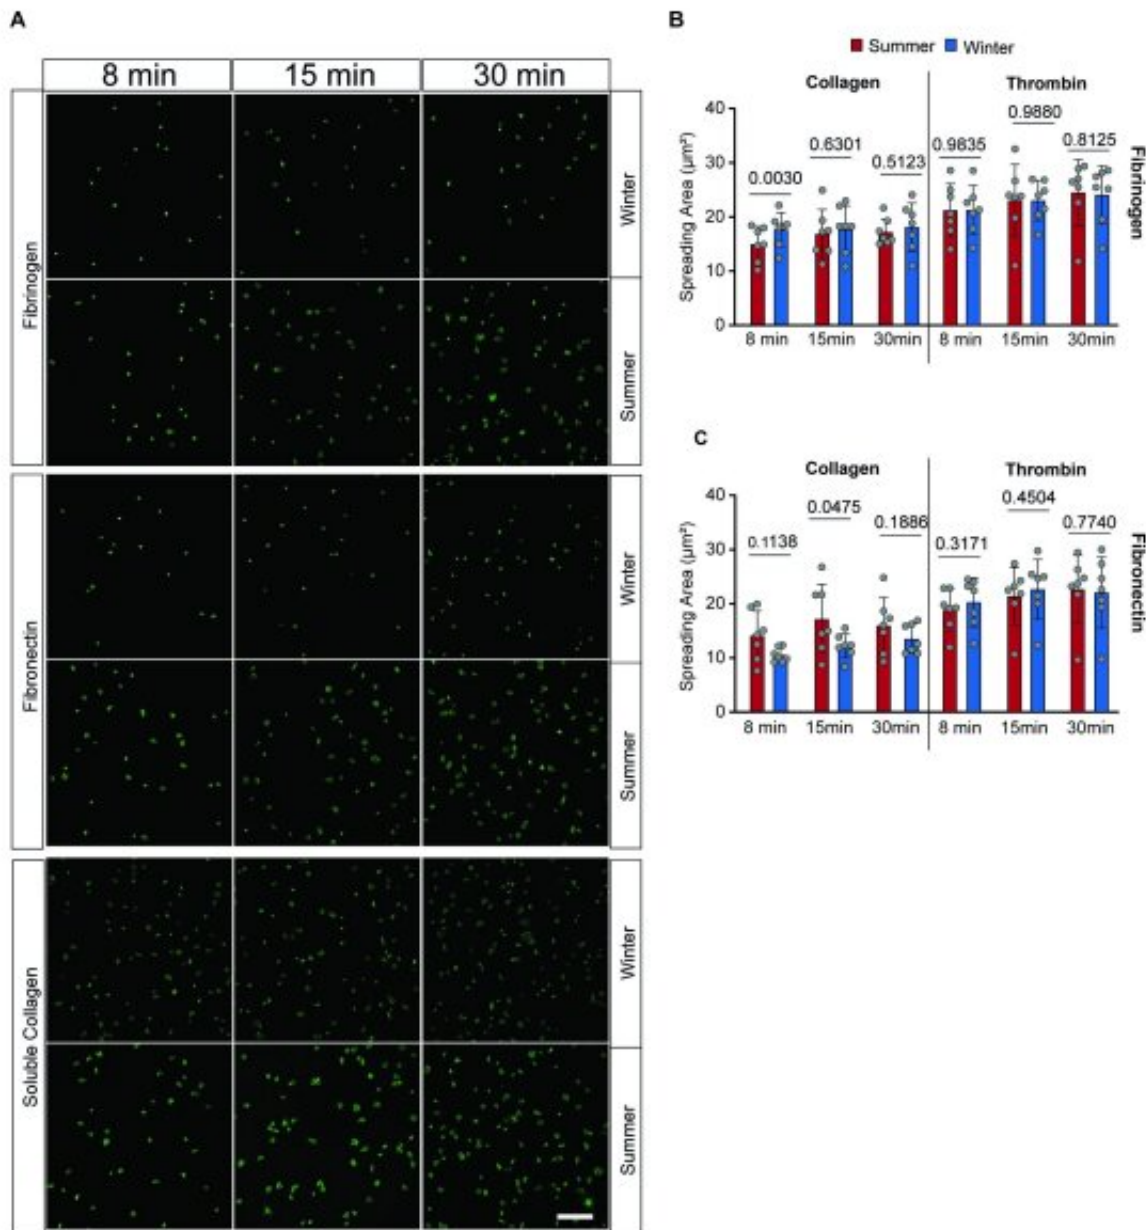 A
8 min 15 min 30 min
Fibrinogen
Winter
Summer
Fibronectin
Winter
Summer
Soluble Collagen
Winter
Summer
B
Summer Winter
Collagen Thrombin
Fibrinogen
Spreading Area (µm²)
40
30
20
10
0
0.0030 0.6301 0.5123 0.9835 0.9880 0.8125
8 min 15min 30min 8 min 15min 30min
C
Collagen Thrombin
Fibronectin
Spreading Area (µm²)
40
30
20
10
0
0.1138 0.0475 0.1886 0.3171 0.4504 0.7740
8 min 15min 30min 8 min 15min 30min